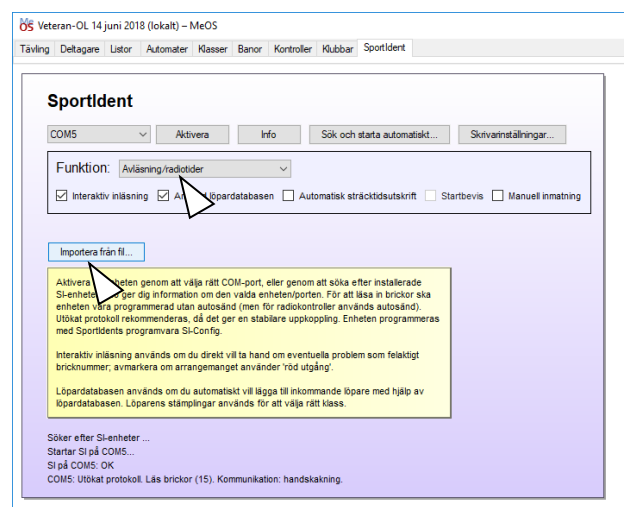 MeOS Veteran-OL 14 juni 2018 (lokalt) – MeOS
Tävling Deltagare Listor Automater Klasser Banor Kontroller Klubbar SportIdent
SportIdent
COM5 Aktivera Info Sök och starta automatiskt... Skrivarinställningar...
Funktion: Avläsning/radiotider
Interaktiv inläsning löpardatabasen Automatisk sträcktidsutskrift Startbevis Manuell inmatning
Importera från fil...
Aktivera genom att välja rätt COM-port, eller genom att söka efter installerade
SI-enheter ger dig information om den valda enheten/porten. För att läsa in brickor ska
enheten vara programmerad utan autosänd (men för radiokontroller används autosänd).
Utökat protokoll rekommenderas, då det ger en stabilare uppkoppling. Enheten programmeras
med SportIdents programvara SI-Config.
Interaktiv inläsning används om du direkt vill ta hand om eventuella problem som felaktigt
bricknummer; avmarkera om arrangemanget använder 'röd utgång'.
Löpardatabasen används om du automatiskt vill lägga till inkommande löpare med hjälp av
löpardatabasen. Löparens stämplingar används för att välja rätt klass.
Söker efter SI-enheter ...
Startar SI på COM5...
SI på COM5: OK
COM5: Utökat protokoll. Läs brickor (15). Kommunikation: handskakning.